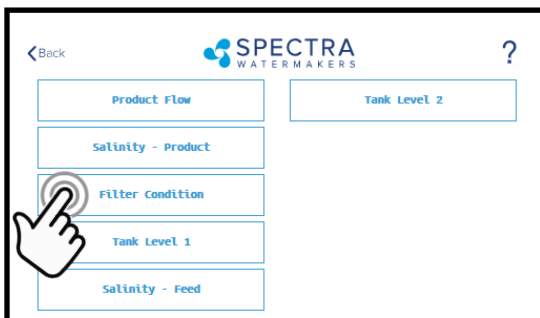 Back
SPECTRA
WATERMAKERS
?
Product Flow
Tank Level 2
Salinity - Product
Filter Condition
Tank Level 1
Salinity - Feed